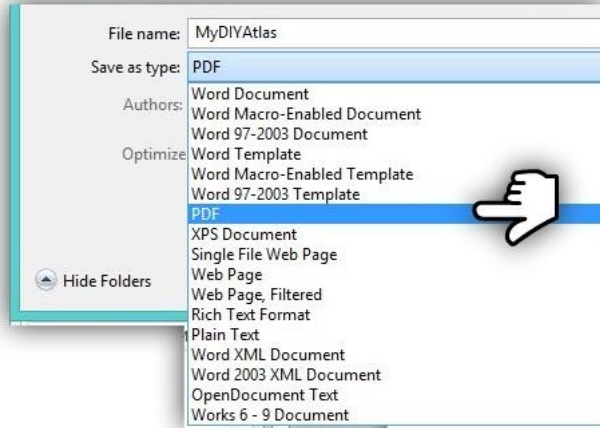 File name: MyDIYAtlas
Save as type: PDF
Word Document
Authors: Word Macro-Enabled Document
Word 97-2003 Document
Optimize Word Template
Word Macro-Enabled Template
Word 97-2003 Template
PDF
XPS Document
Single File Web Page
Hide Folders Web Page
Web Page, Filtered
Rich Text Format
Plain Text
Word XML Document
Word 2003 XML Document
OpenDocument Text
Works 6 - 9 Document